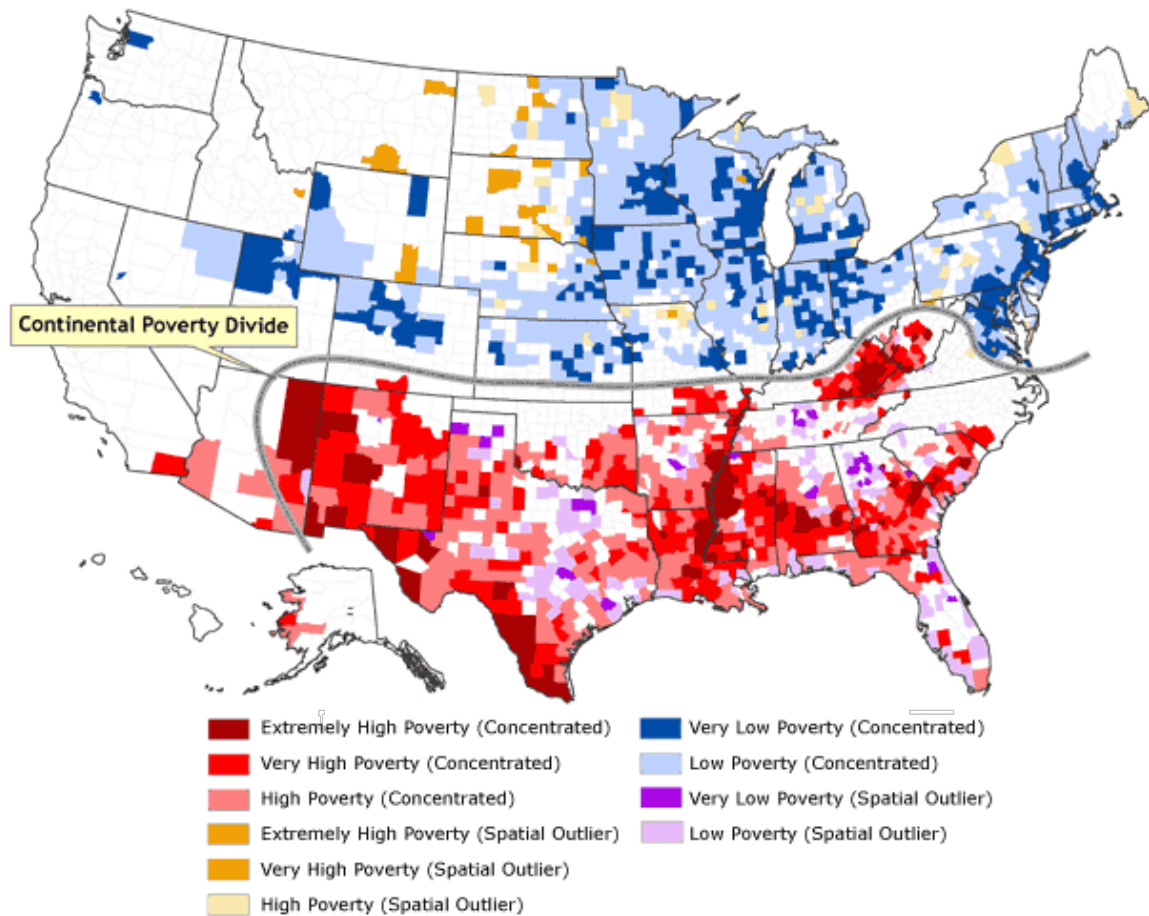 Continental Poverty Divide
Extremely High Poverty (Concentrated)
Very High Poverty (Concentrated)
High Poverty (Concentrated)
Extremely High Poverty (Spatial Outlier)
Very High Poverty (Spatial Outlier)
High Poverty (Spatial Outlier)
Very Low Poverty (Concentrated)
Low Poverty (Concentrated)
Very Low Poverty (Spatial Outlier)
Low Poverty (Spatial Outlier)